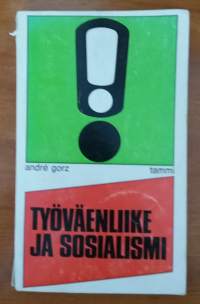 !
andré gorz tammi
TYÖVÄENLIIKE
JA SOSIALISMI